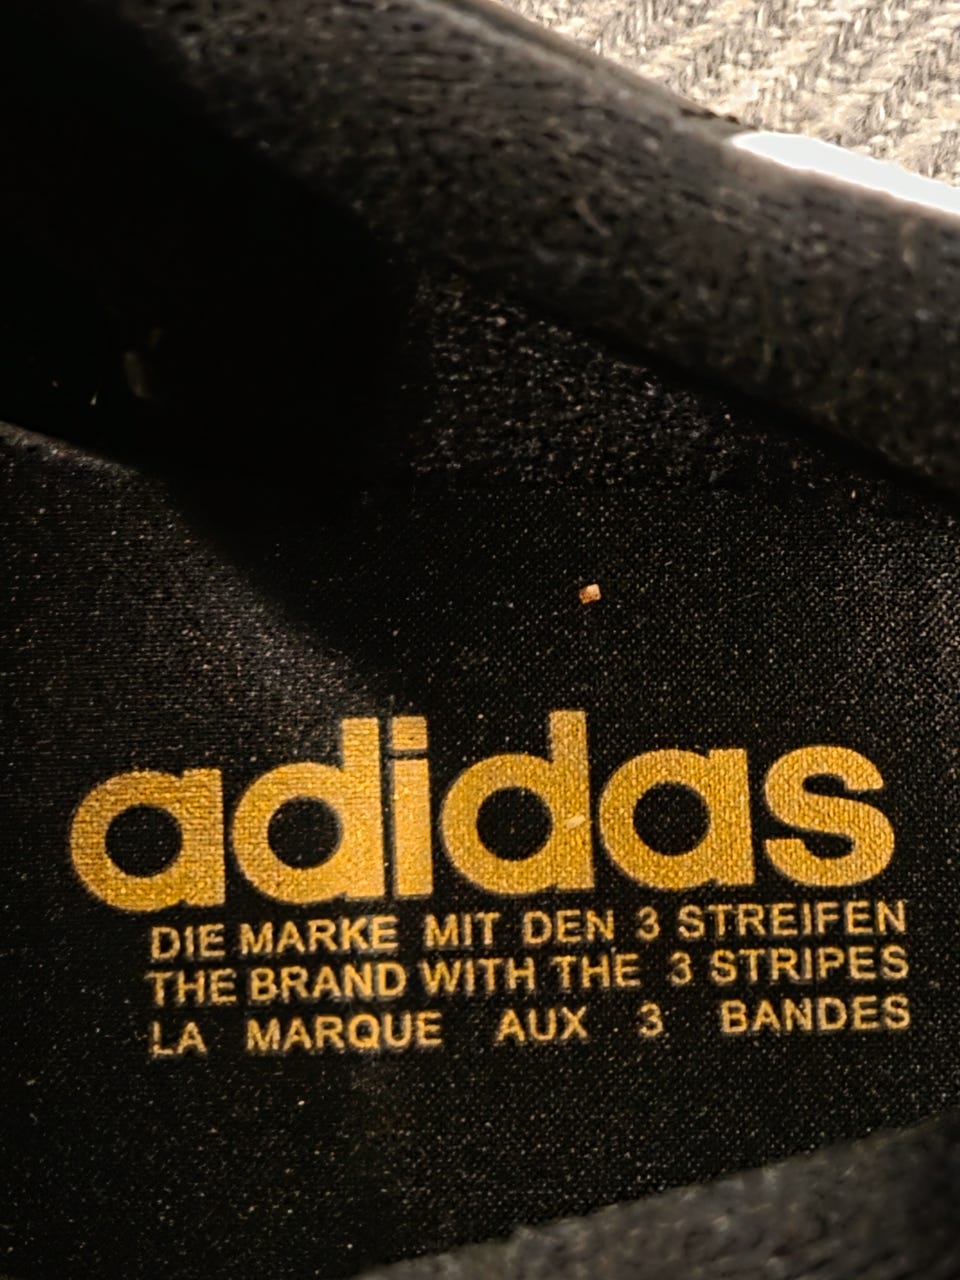 adidas
DIE MARKE MIT DEN 3 STREIFEN
THE BRAND WITH THE 3 STRIPES
LA MARQUE AUX 3 BANDES